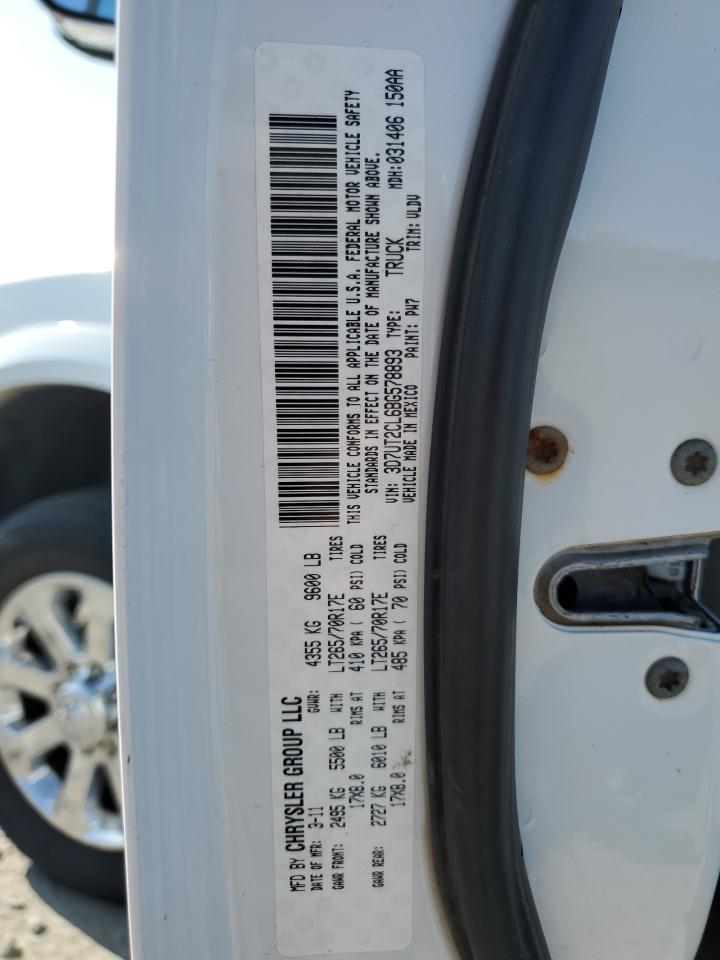 MFD BY CHRYSLER GROUP LLC
DATE OF MFR: 3-11 GVWR: 4355 KG 9600 LB
GAWR FRONT: 2495 KG 5500 LB WITH LT265/70R17E TIRES
17X8.0 RIMS AT 410 KPA ( 60 PSI) COLD
GAWR REAR: 2727 KG 6010 LB WITH LT265/70R17E TIRES
17X8.0 RIMS AT 485 KPA ( 70 PSI) COLD
THIS VEHICLE CONFORMS TO ALL APPLICABLE U.S.A. FEDERAL MOTOR VEHICLE SAFETY
STANDARDS IN EFFECT ON THE DATE OF MANUFACTURE SHOWN ABOVE.
VIN: 3D7UT2CL6BG578893 TYPE: TRUCK MDH:031406 150AA
VEHICLE MADE IN MEXICO PAINT: PW7 TRIM: VLDV